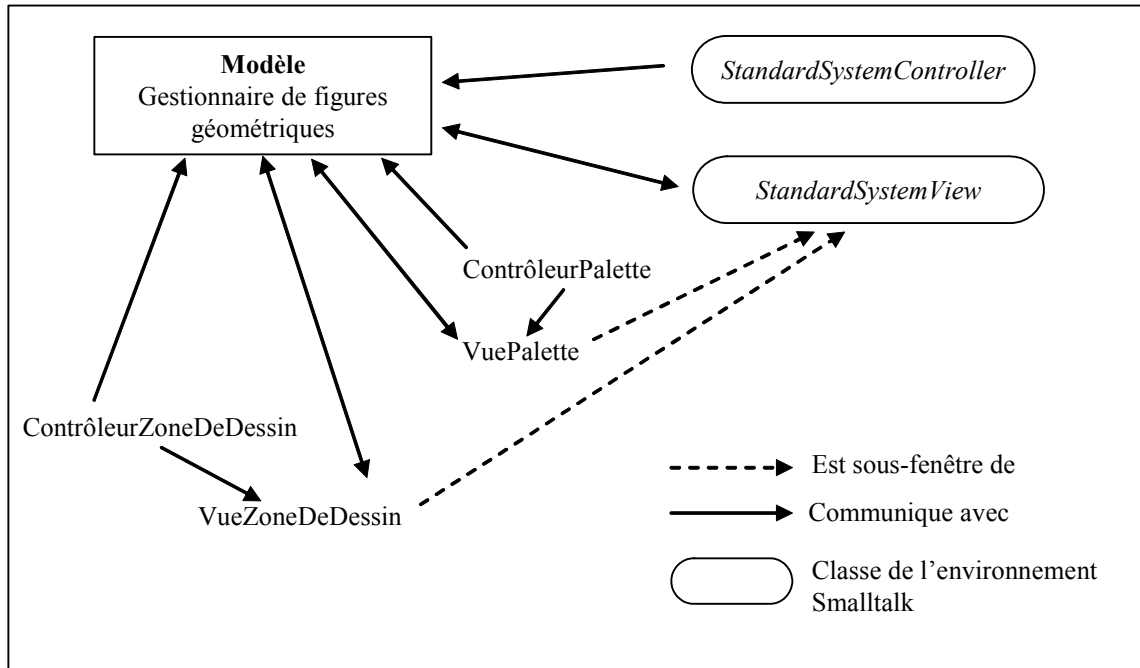 Modèle
Gestionnaire de figures
géométriques
StandardSystemController
StandardSystemView
ContrôleurPalette
VuePalette
ContrôleurZoneDeDessin
VueZoneDeDessin
Est sous-fenêtre de
Communique avec
Classe de l’environnement
Smalltalk